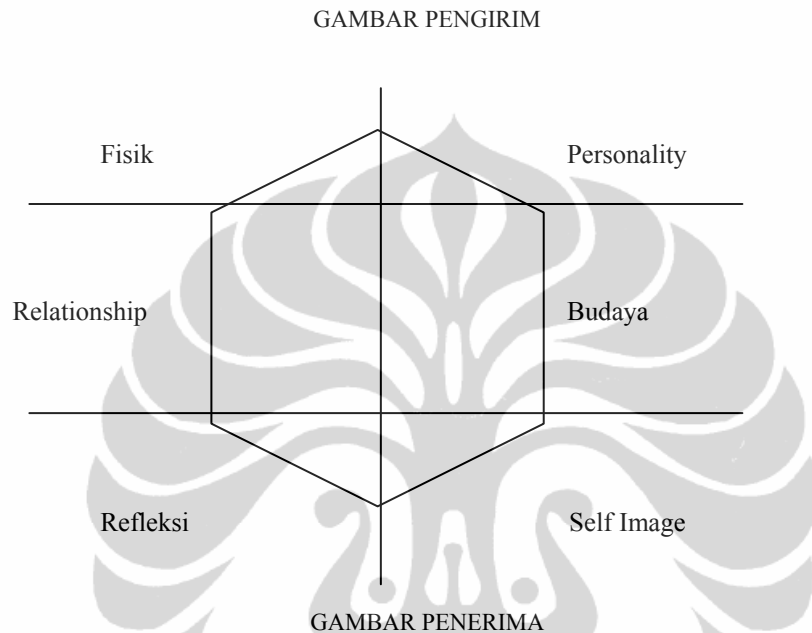 GAMBAR PENGIRIM
Fisik
Personality
Relationship
Budaya
Refleksi
Self Image
GAMBAR PENERIMA